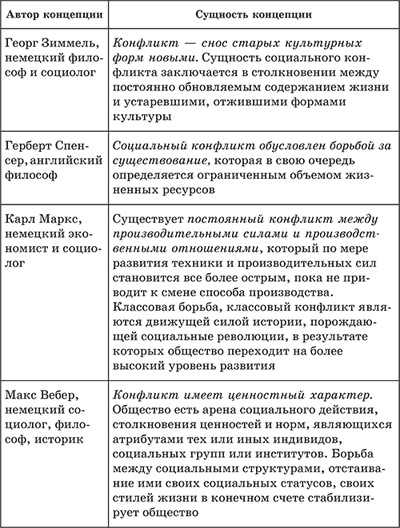 Автор концепции
Сущность концепции
Георг Зиммель,
немецкий фило-
соф и социолог
Конфликт — снос старых культурных
форм новыми. Сущность социального кон-
фликта заключается в столкновении между
постоянно обновляемым содержанием жизни
и устаревшими, отжившими формами
культуры
Герберт Спен-
сер, английский
философ
Социальный конфликт обусловлен борьбой за
существование, которая в свою очередь
определяется ограниченным объемом жиз-
ненных ресурсов
Карл Маркс,
немецкий эко-
номист и социо-
лог
Существует постоянный конфликт между
производительными силами и производст-
венными отношениями, который по мере
развития техники и производительных сил
становится все более острым, пока не при-
водит к смене способа производства.
Классовая борьба, классовый конфликт явля-
ются движущей силой истории, порождаю-
щей социальные революции, в результате
которых общество переходит на более
высокий уровень развития
Макс Вебер,
немецкий со-
циолог, фило-
соф, историк
Конфликт имеет ценностный характер.
Общество есть арена социального действия,
столкновения ценностей и норм, являющихся
атрибутами тех или иных индивидов,
социальных групп или институтов. Борьба
между социальными структурами, отстаива-
ние ими своих социальных статусов, своих
стилей жизни в конечном счете стабилизи-
рует общество